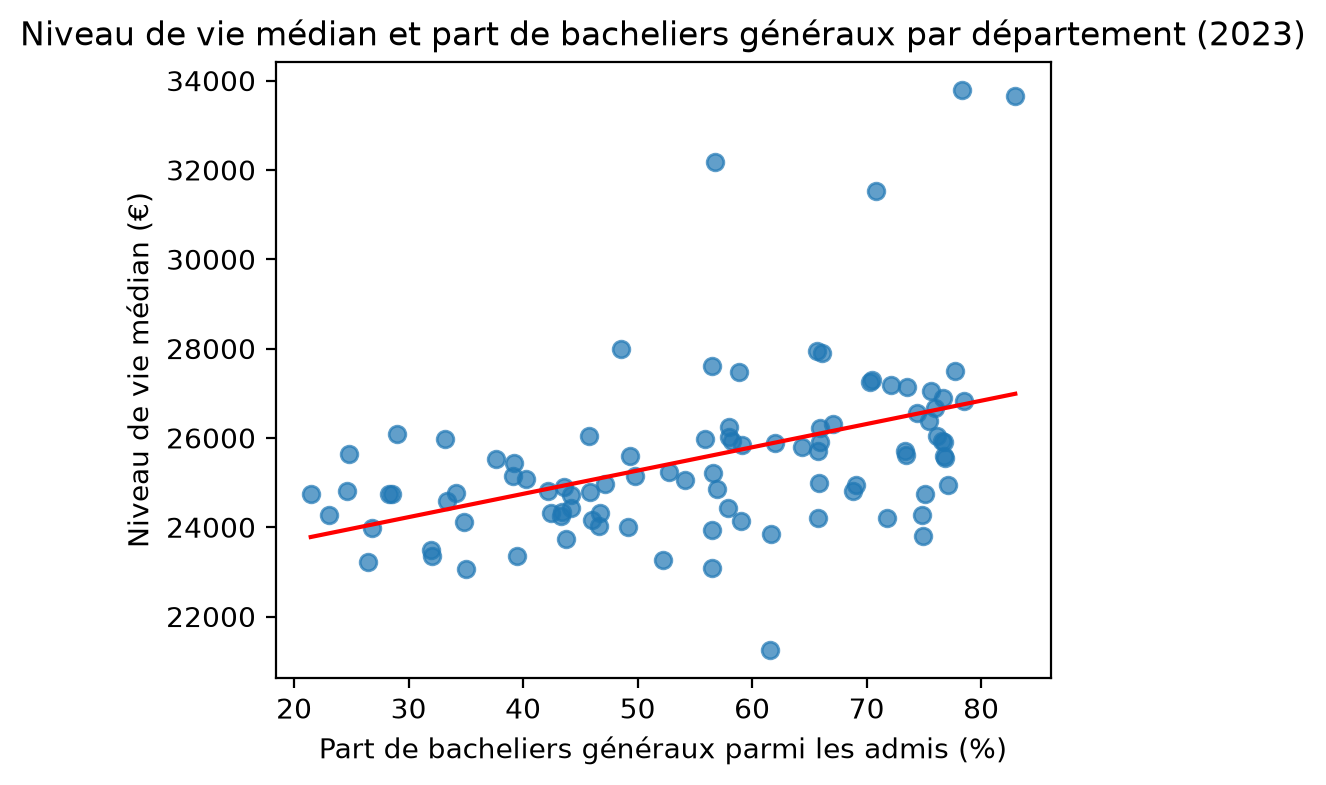 Niveau de vie médian et part de bacheliers généraux par département (2023)
34000
32000
30000
28000
26000
24000
22000
Niveau de vie médian (€)
20 30 40 50 60 70 80
Part de bacheliers généraux parmi les admis (%)